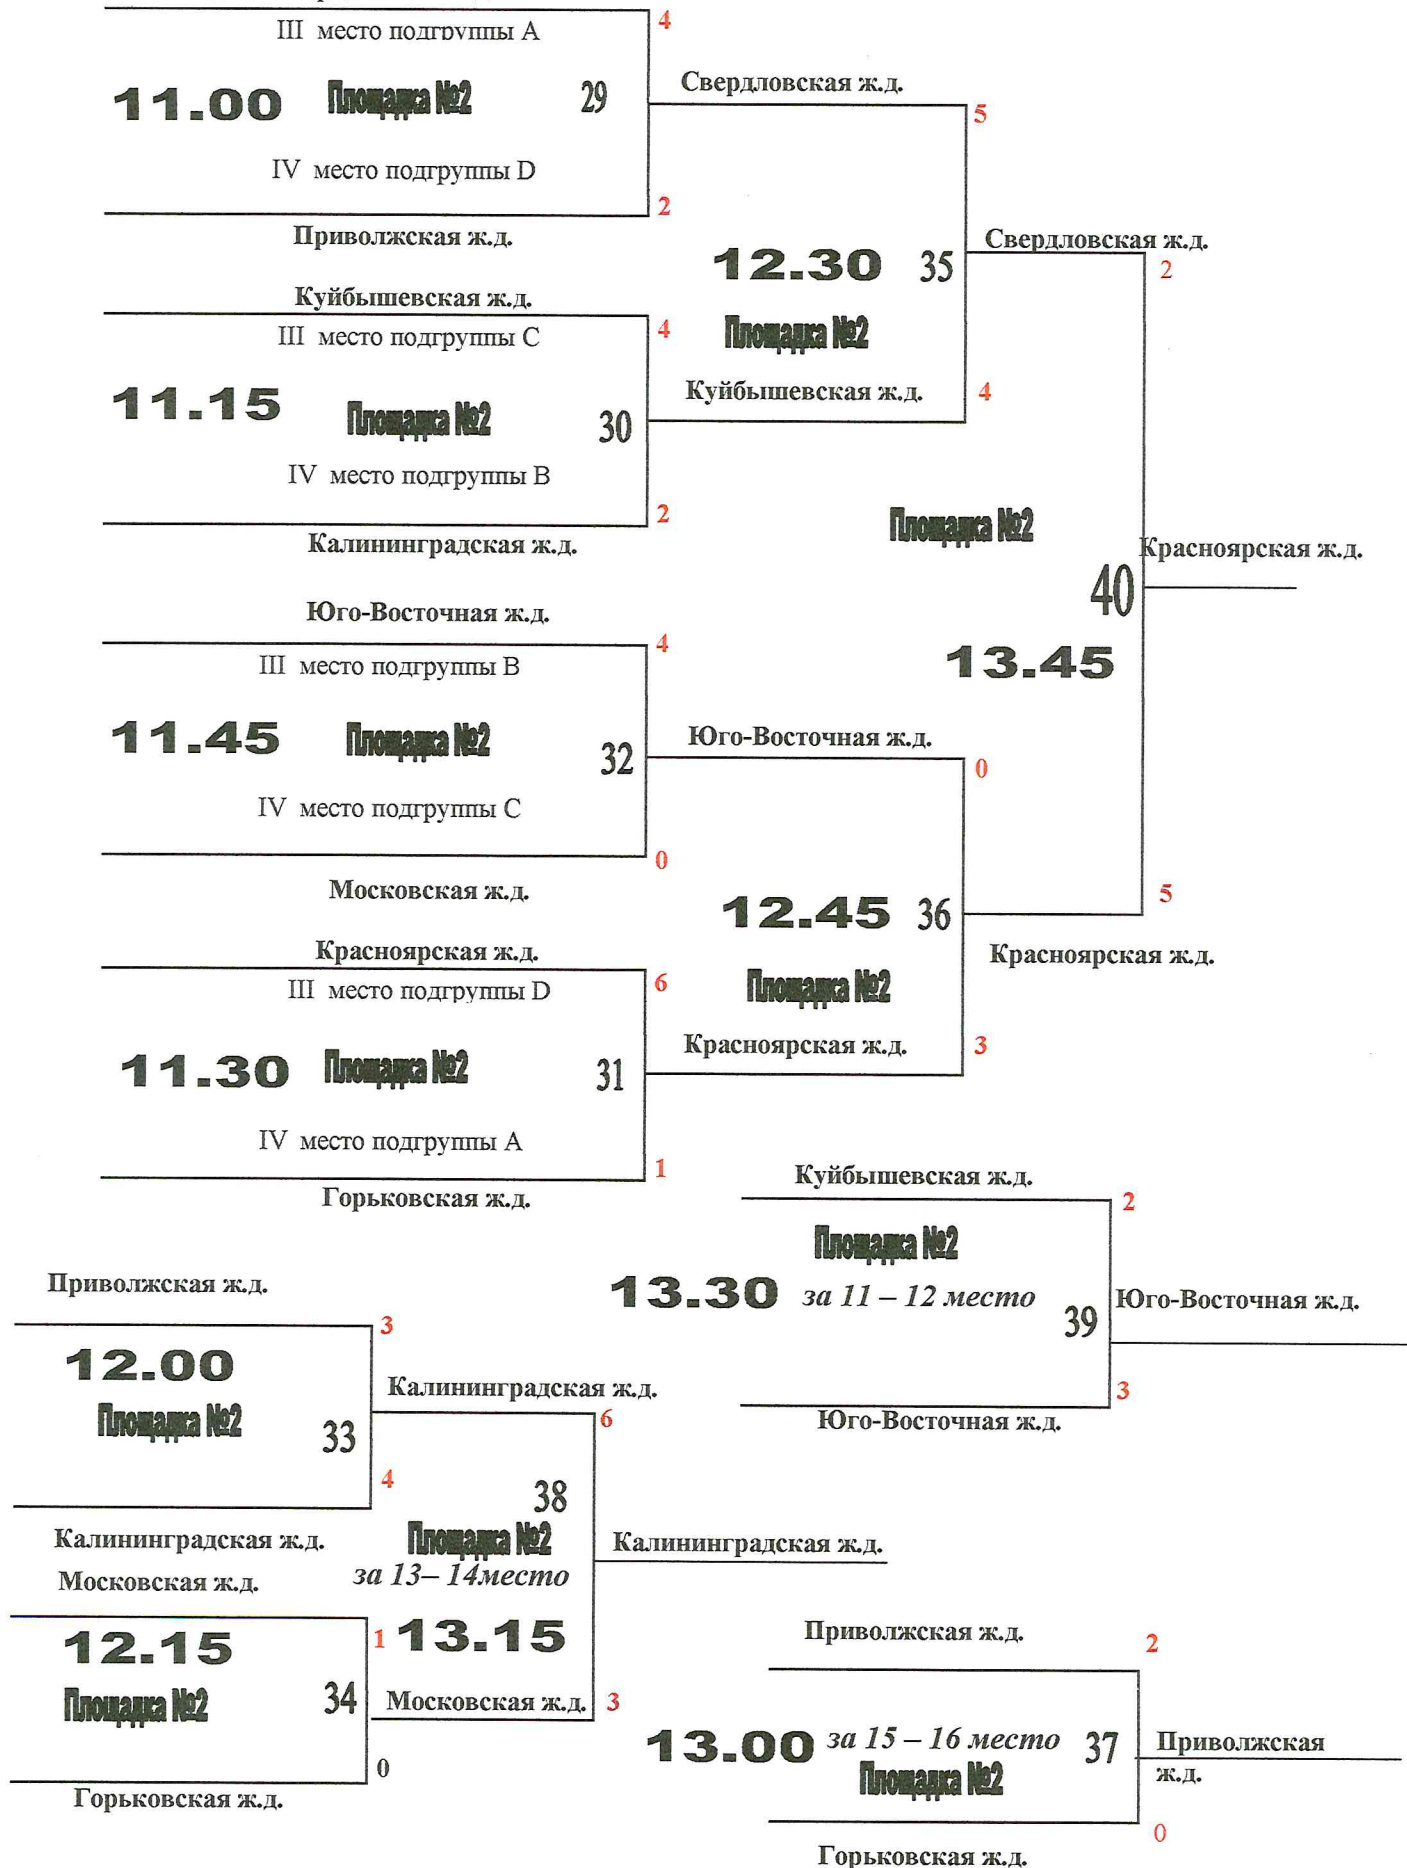 III место подгруппы А
4
11.00
Площадка №2
29
Свердловская ж.д.
5
IV место подгруппы D
2
Приволжская ж.д.
12.30
35
Свердловская ж.д.
2
Куйбышевская ж.д.
III место подгруппы С
4
Площадка №2
11.15
Площадка №2
30
Куйбышевская ж.д.
4
IV место подгруппы В
2
Калининградская ж.д.
Площадка №2
Красноярская ж.д.
40
13.45
Юго-Восточная ж.д.
4
III место подгруппы В
11.45
Площадка №2
32
Юго-Восточная ж.д.
0
IV место подгруппы С
0
Московская ж.д.
12.45
36
5
Красноярская ж.д.
Красноярская ж.д.
6
III место подгруппы D
Площадка №2
11.30
Площадка №2
31
Красноярская ж.д.
3
IV место подгруппы А
1
Горьковская ж.д.
Куйбышевская ж.д.
2
Площадка №2
13.30
за 11 – 12 место
39
Юго-Восточная ж.д.
3
Юго-Восточная ж.д.
Приволжская ж.д.
3
12.00
Площадка №2
33
Калининградская ж.д.
6
4
Калининградская ж.д.
38
Площадка №2
за 13– 14место
13.15
Калининградская ж.д.
Московская ж.д.
1
12.15
Площадка №2
34
Московская ж.д.
3
0
Горьковская ж.д.
Приволжская ж.д.
2
13.00
за 15 – 16 место
Площадка №2
37
Приволжская
ж.д.
0
Горьковская ж.д.